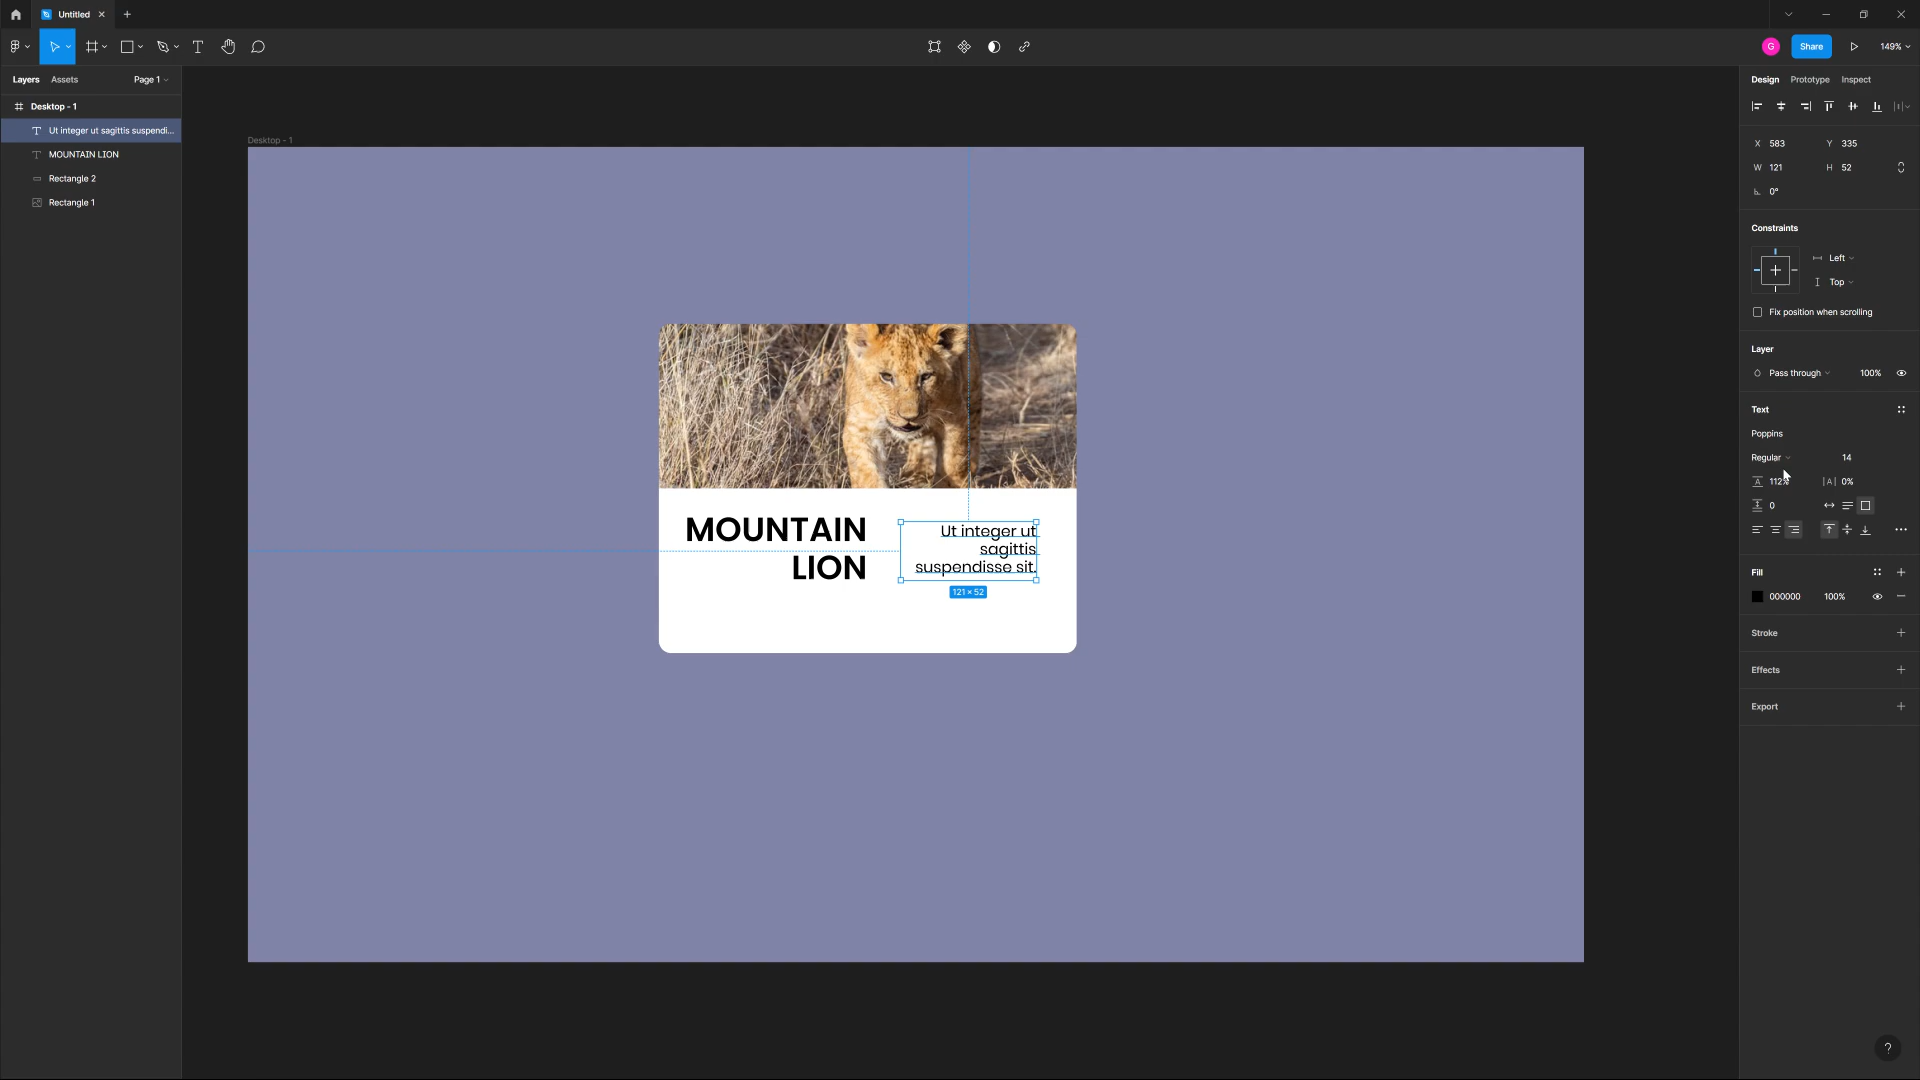 Untitled
G
Share
149%
Layers
Assets
Page 1
Design
Prototype
Inspect
Desktop - 1
Ut integer ut sagittis suspendi...
MOUNTAIN LION
Rectangle 2
Rectangle 1
Desktop - 1
MOUNTAIN
LION
Ut integer ut
sagittis
suspendisse sit.
121 × 52
X 583
Y 335
W 121
H 52
0°
Constraints
Left
Top
Fix position when scrolling
Layer
Pass through
100%
Text
Poppins
Regular
14
A 112%
|A| 0%
0
Fill
000000
100%
Stroke
Effects
Export
?